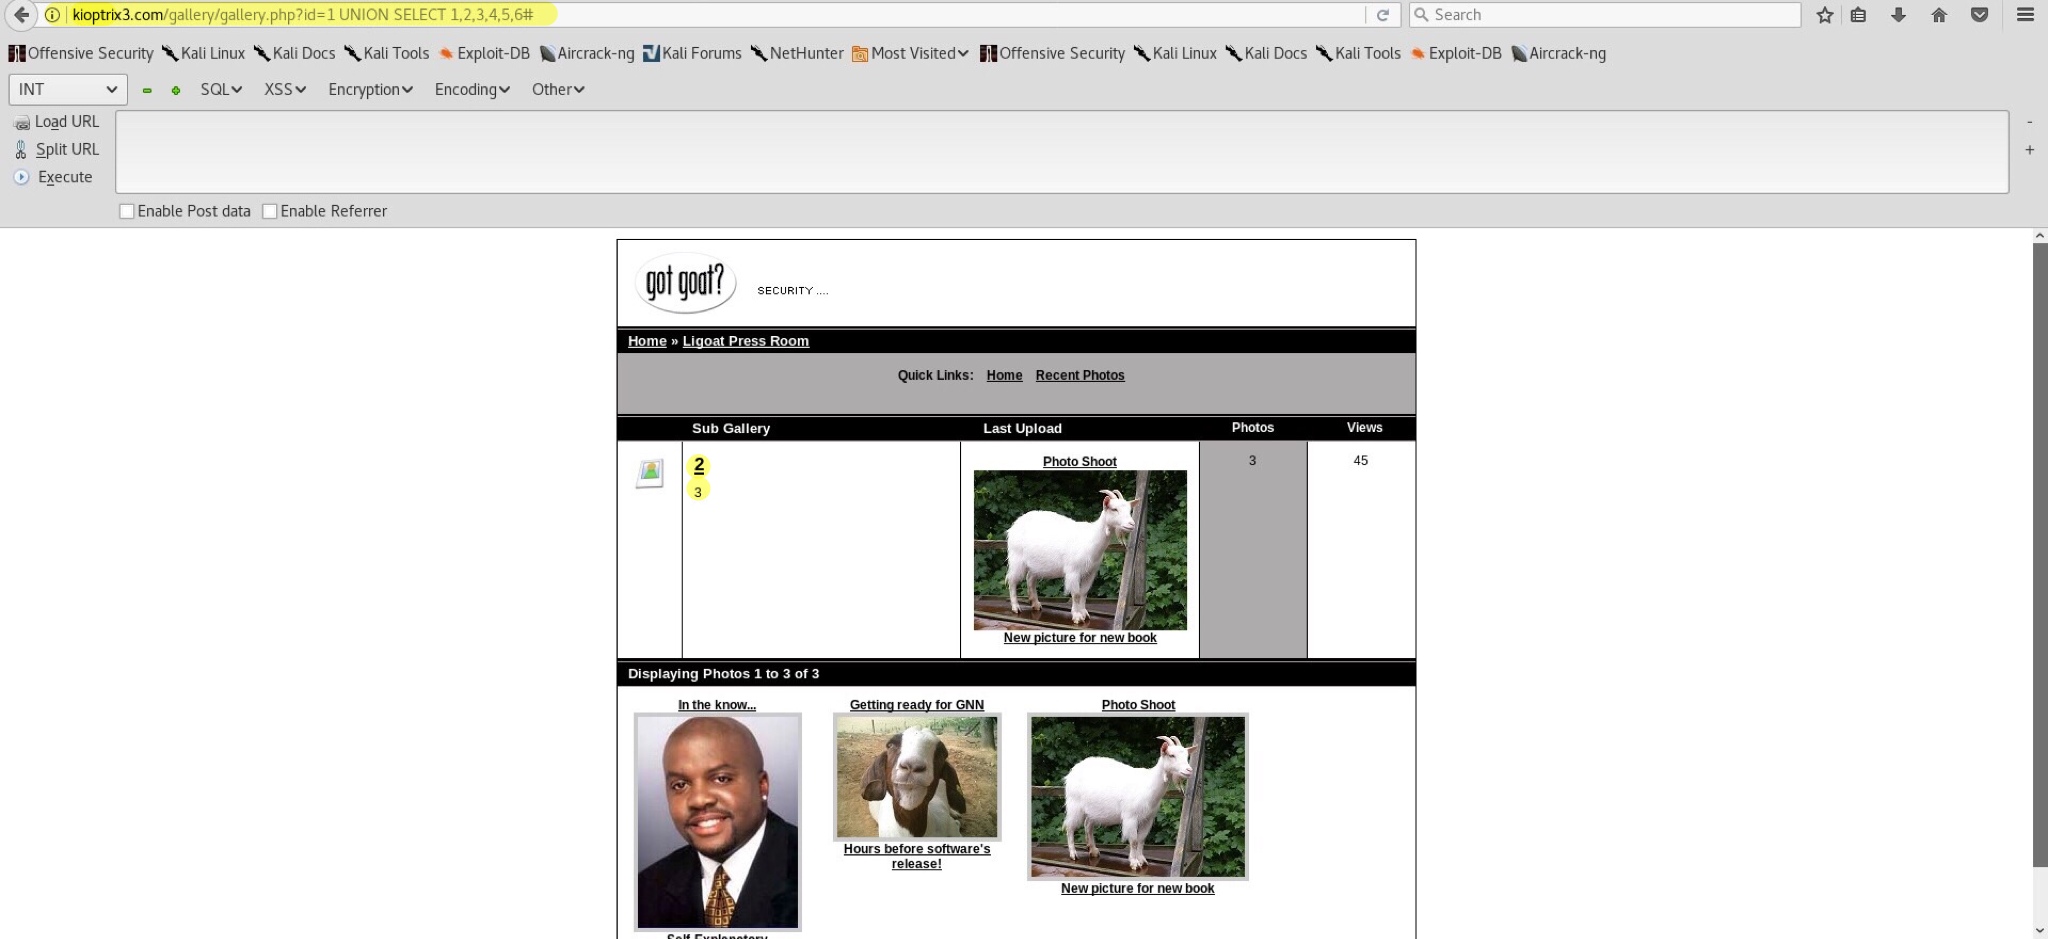 kioptrix3.com/gallery/gallery.php?id=1 UNION SELECT 1,2,3,4,5,6#
Search
Offensive Security Kali Linux Kali Docs Kali Tools Exploit-DB Aircrack-ng Kali Forums NetHunter Most Visited Offensive Security Kali Linux Kali Docs Kali Tools Exploit-DB Aircrack-ng
INT SQL XSS Encryption Encoding Other
Load URL
Split URL
Execute
-
+
Enable Post data Enable Referrer
got goat?
SECURITY ....
Home » Ligoat Press Room
Quick Links: Home Recent Photos
Sub Gallery Last Upload Photos Views
2
3
Photo Shoot
New picture for new book
3
45
Displaying Photos 1 to 3 of 3
In the know...
Getting ready for GNN
Hours before software's
release!
Photo Shoot
New picture for new book